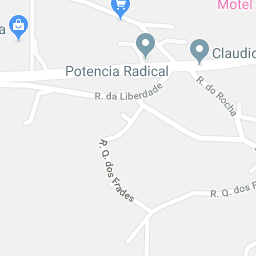 Motel
a
Claudio
Potencia Radical
R. da Liberdade
R. do Rocha
R. Q. dos Frades
R. Q. dos F